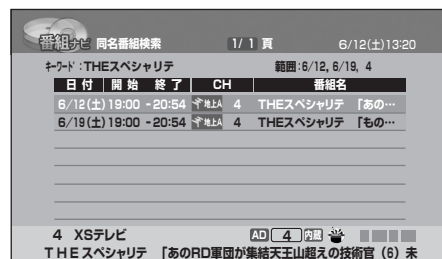 番組ナビ 同名番組検索 1/ 1 頁 6/12(土)13:20
ｷｰﾜｰﾄﾞ:THEスペシャリテ 範囲:6/12, 6/19, 4
日 付 開 始 終 了 CH 番組名
6/12(土) 19:00 - 20:54 地上A 4 THEスペシャリテ 「あの…
6/19(土) 19:00 - 20:54 地上A 4 THEスペシャリテ 「もの…
4 XSテレビ AD 4 内蔵
THEスペシャリテ 「あのRD軍団が集結天王山超えの技術官 (6) 未